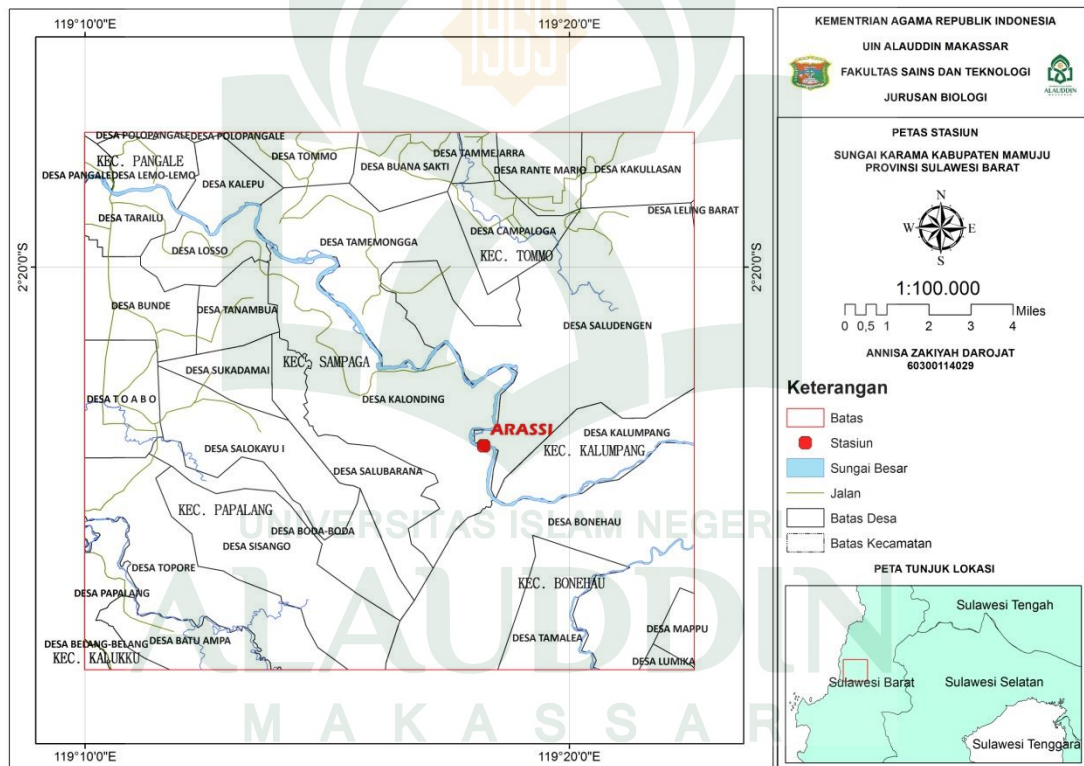 119°10'0"E
119°20'0"E
1965
DESA POLOPANGALE
DESA POLOPANGALE
KEC. PANGALE
DESA PANGALE
DESA LEMO-LEMO
DESA KALEPU
DESA TOMMO
DESA BUANA SAKTI
DESA TAMMEJARRA
DESA RANTE MARIO
DESA KAKULLASAN
DESA TARAILU
DESA LOSSO
DESA TAMEMONGGA
DESA CAMPALOGA
KEC. TOMMO
DESA LELING BARAT
2°20'0"S
2°20'0"S
DESA BUNDE
DESA TANAMBUA
DESA SALUDENGEN
KEC. SAMPAGA
DESA SUKADAMAI
DESA T O A B O
DESA KALONDING
ARASSI
DESA KALUMPANG
KEC. KALUMPANG
DESA SALOKAYU I
DESA SALUBARANA
KEC. PAPALANG
DESA BODA-BODA
DESA BONEHAU
UNIVERSITAS ISLAM NEGERI
DESA SISANGO
DESA TOPORE
KEC. BONEHAU
DESA PAPALANG
ALAUDDIN
DESA BELANG-BELANG
DESA BATU AMPA
KEC. KALUKKU
DESA TAMALEA
DESA MAPPU
DESA LUMIKA
M A K A S S A R
119°10'0"E
119°20'0"E
KEMENTRIAN AGAMA REPUBLIK INDONESIA
UIN ALAUDDIN MAKASSAR
FAKULTAS SAINS DAN TEKNOLOGI
JURUSAN BIOLOGI
ALAUDDIN
PETAS STASIUN
SUNGAI KARAMA KABUPATEN MAMUJU
PROVINSI SULAWESI BARAT
N
W E
S
1:100.000
Miles
0 0,5 1 2 3 4
ANNISA ZAKIYAH DAROJAT
60300114029
Keterangan
Batas
Stasiun
Sungai Besar
Jalan
Batas Desa
Batas Kecamatan
PETA TUNJUK LOKASI
Sulawesi Tengah
Sulawesi Barat
Sulawesi Selatan
Sulawesi Tenggara